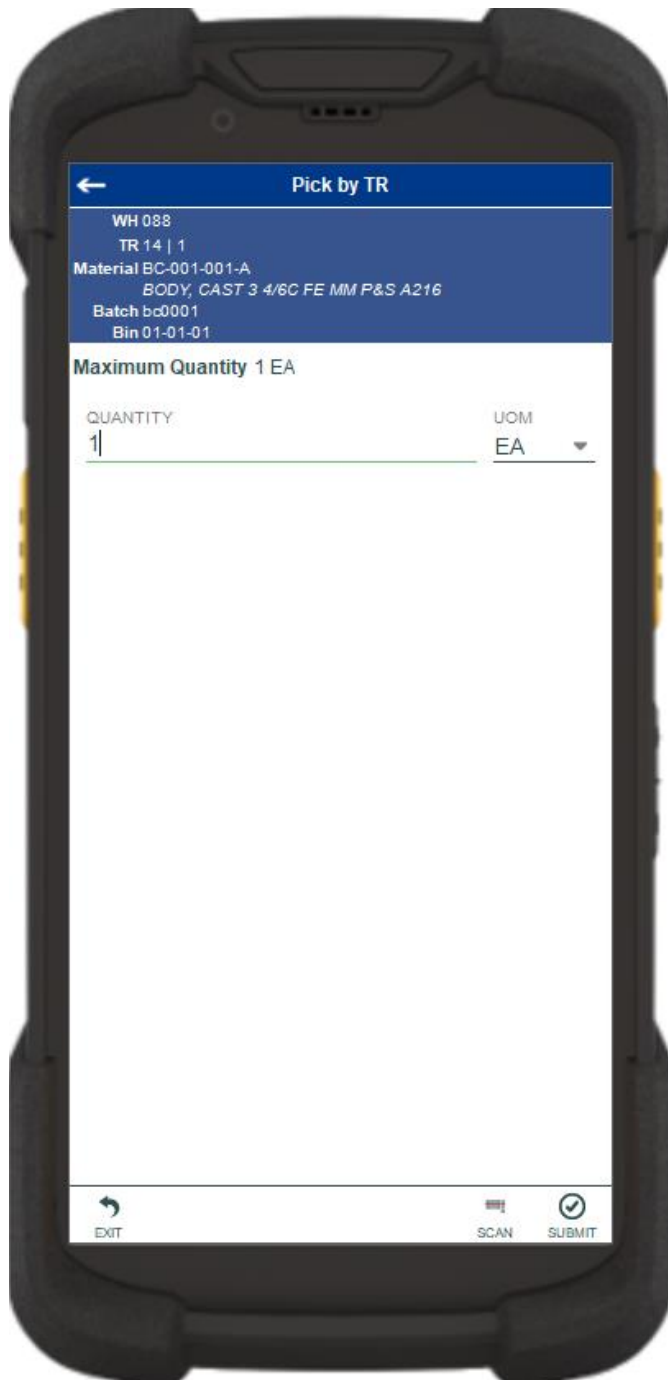 Pick by TR
WH 088
TR 14 | 1
Material BC-001-001-A
BODY, CAST 3 4/6C FE MM P&S A216
Batch bc0001
Bin 01-01-01
Maximum Quantity 1 EA
QUANTITY UOM
1 EA
EXIT SCAN SUBMIT